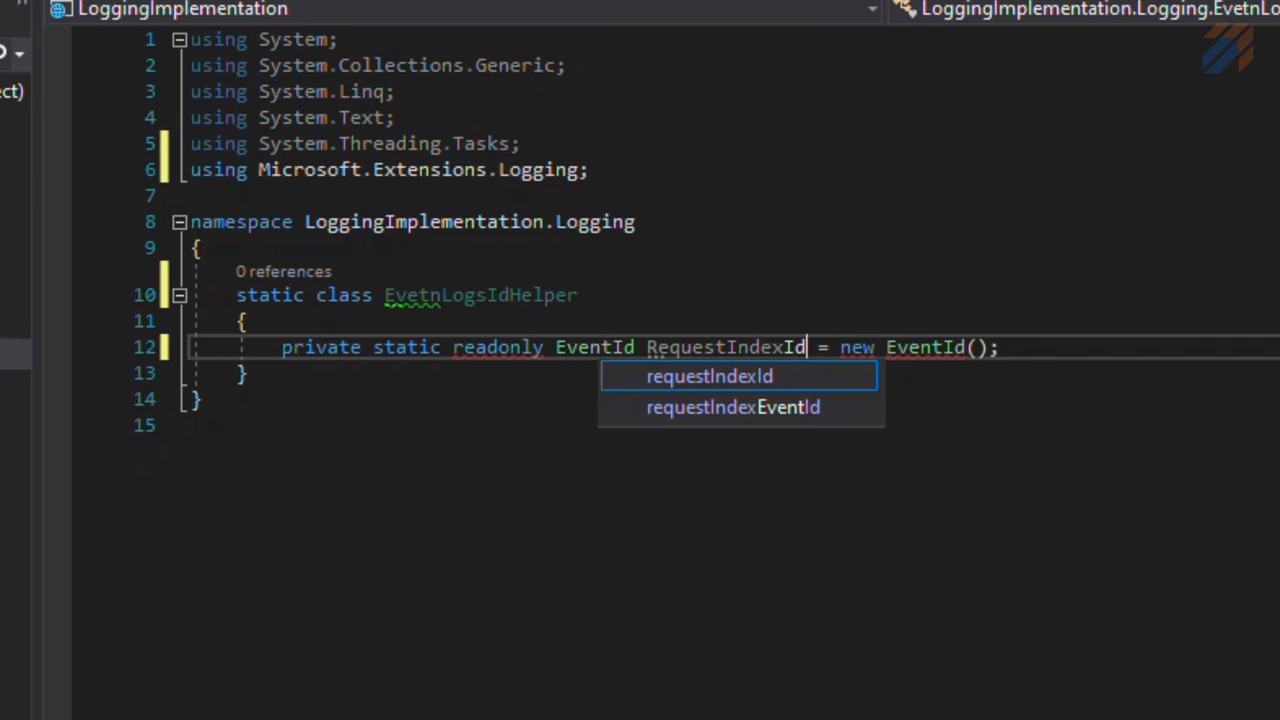 LoggingImplementation
LoggingImplementation.Logging.EvetnLo
ect)
1 using System;
2 using System.Collections.Generic;
3 using System.Linq;
4 using System.Text;
5 using System.Threading.Tasks;
6 using Microsoft.Extensions.Logging;
7
8 namespace LoggingImplementation.Logging
9 {
0 references
10 static class EvetnLogsIdHelper
11 {
12 private static readonly EventId RequestIndexId = new EventId();
requestIndexId
13 }
requestIndexEventId
14 }
15